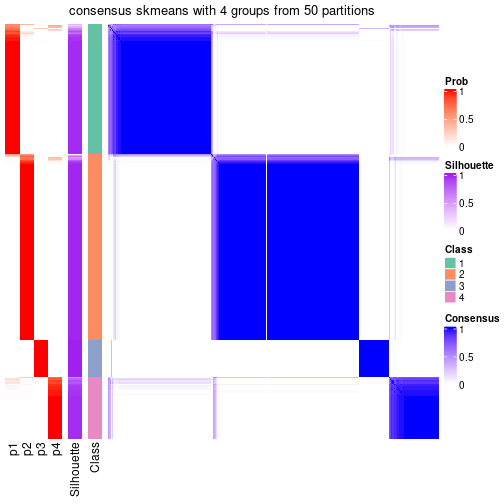 consensus skmeans with 4 groups from 50 partitions
Prob
1
0.5
0
Silhouette
1
0.5
0
Class
1
2
3
4
Consensus
1
0.5
0
p1
p2
p3
p4
Silhouette
Class